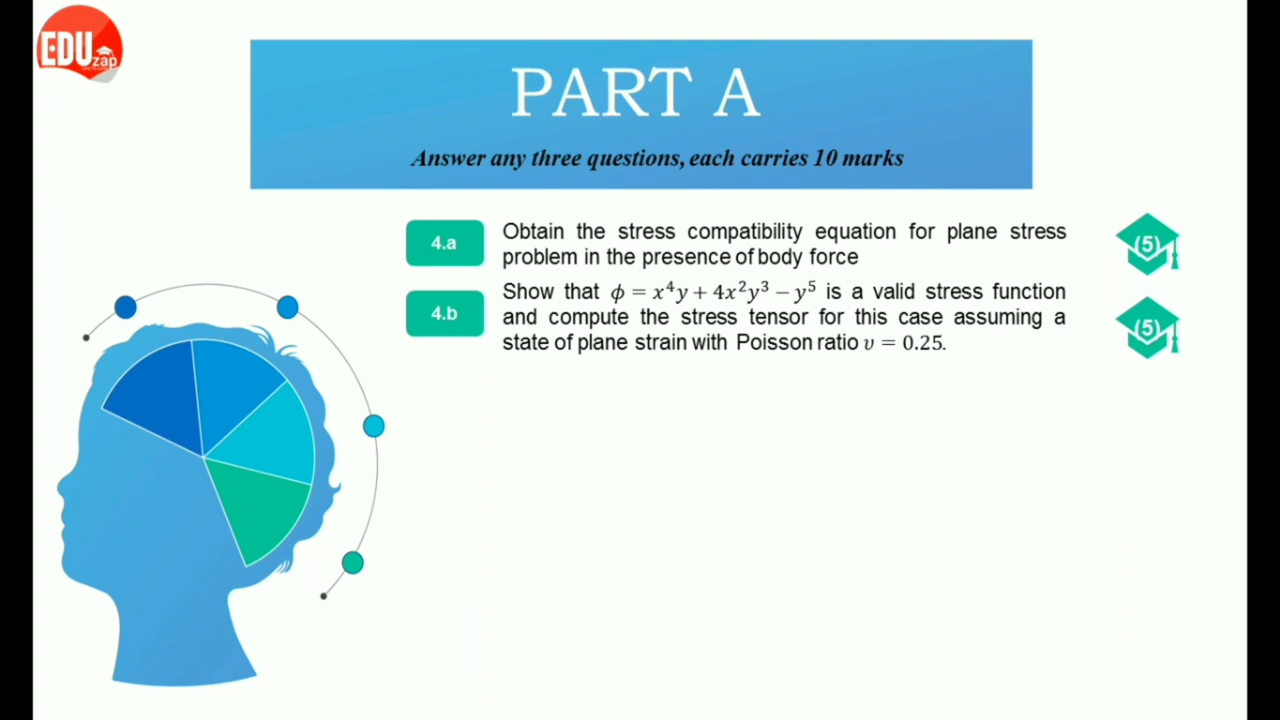 EDU
zap
PART A
Answer any three questions, each carries 10 marks
4.a
Obtain the stress compatibility equation for plane stress
problem in the presence of body force
(5)
4.b
Show that ϕ = x⁴y + 4x²y³ − y⁵ is a valid stress function
and compute the stress tensor for this case assuming a
state of plane strain with Poisson ratio υ = 0.25.
(5)